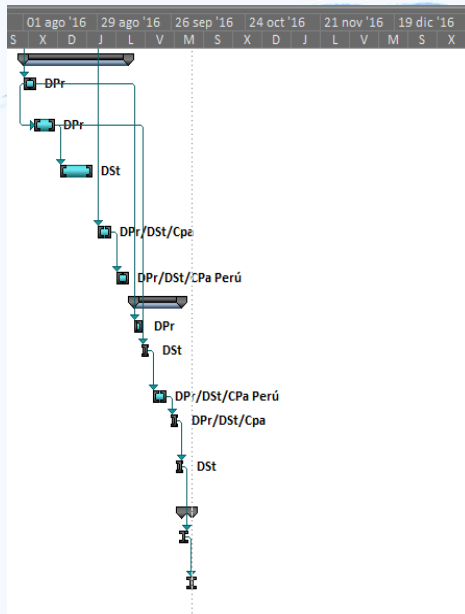 01 ago '16 29 ago '16 26 sep '16 24 oct '16 21 nov '16 19 dic '16
S X D J V M S X D J L V M S X
DPr
DPr
DSt
DPr/DSt/Cpa
DPr/DSt/CPa Perú
DPr
DSt
DPr/DSt/CPa Perú
DPr/DSt/Cpa
DSt